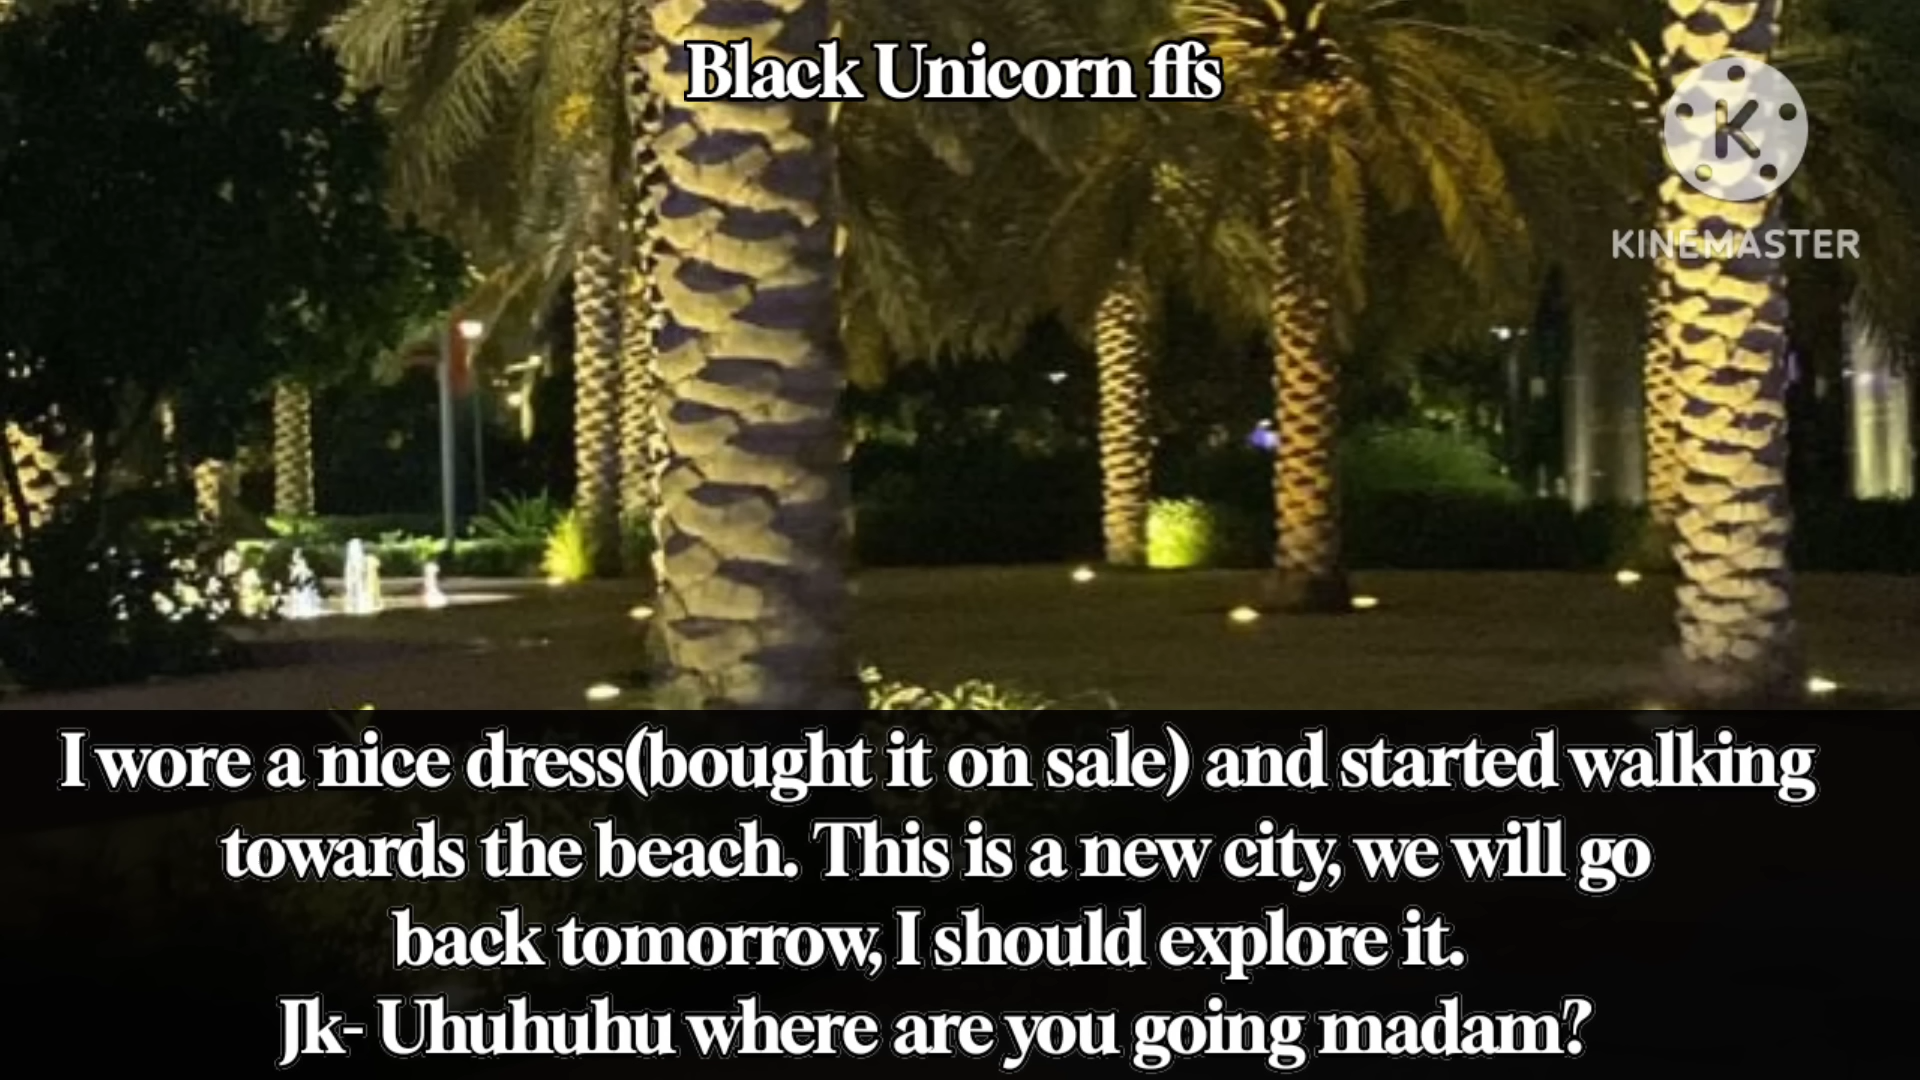 Black Unicorn ffs
K
KINEMASTER
I wore a nice dress(bought it on sale) and started walking
towards the beach. This is a new city, we will go
back tomorrow, I should explore it.
Jk- Uhuhuhu where are you going madam?